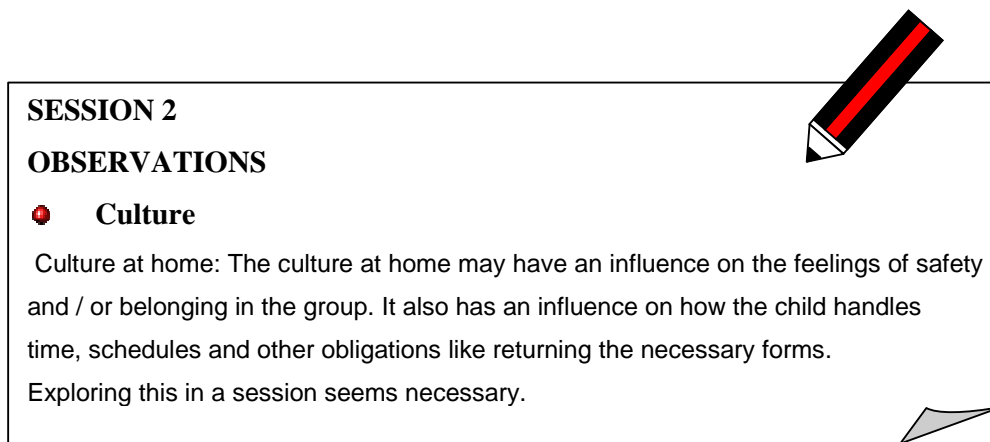 SESSION 2
OBSERVATIONS
Culture
Culture at home: The culture at home may have an influence on the feelings of safety
and / or belonging in the group. It also has an influence on how the child handles
time, schedules and other obligations like returning the necessary forms.
Exploring this in a session seems necessary.